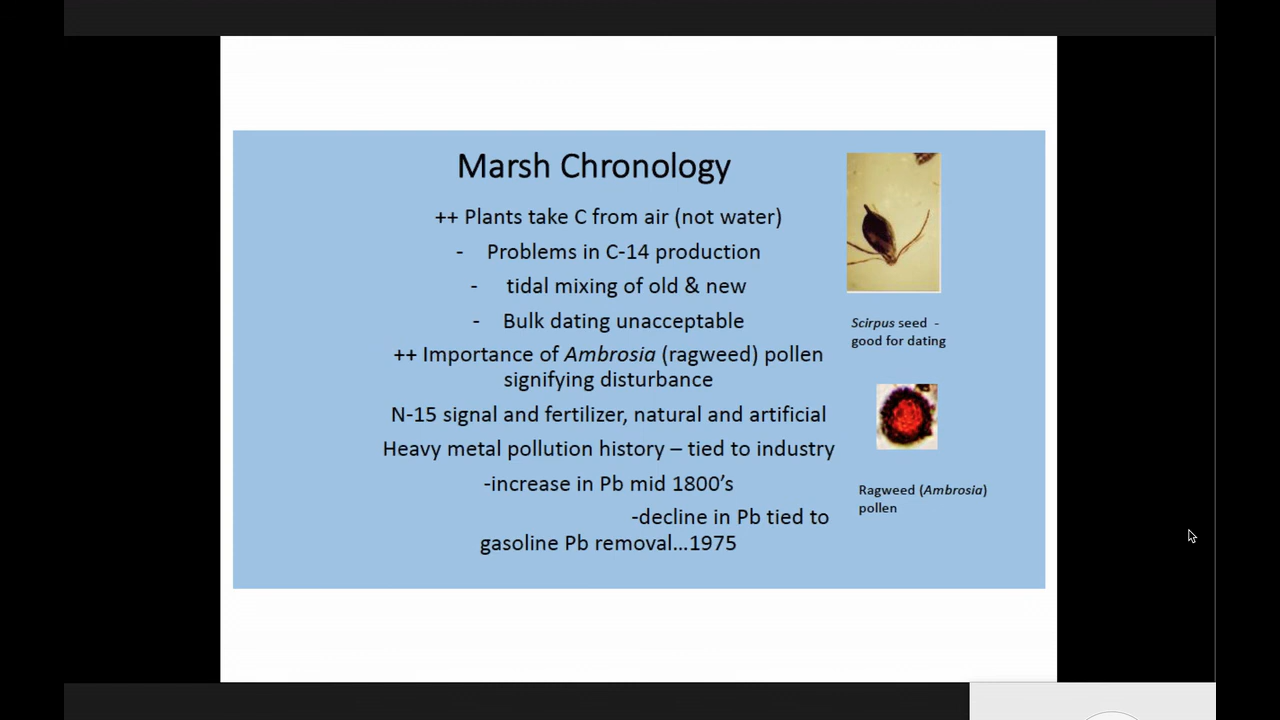 Marsh Chronology
++ Plants take C from air (not water)
- Problems in C-14 production
- tidal mixing of old & new
- Bulk dating unacceptable
++ Importance of Ambrosia (ragweed) pollen
signifying disturbance
N-15 signal and fertilizer, natural and artificial
Heavy metal pollution history – tied to industry
-increase in Pb mid 1800’s
-decline in Pb tied to
gasoline Pb removal…1975
Scirpus seed -
good for dating
Ragweed (Ambrosia)
pollen